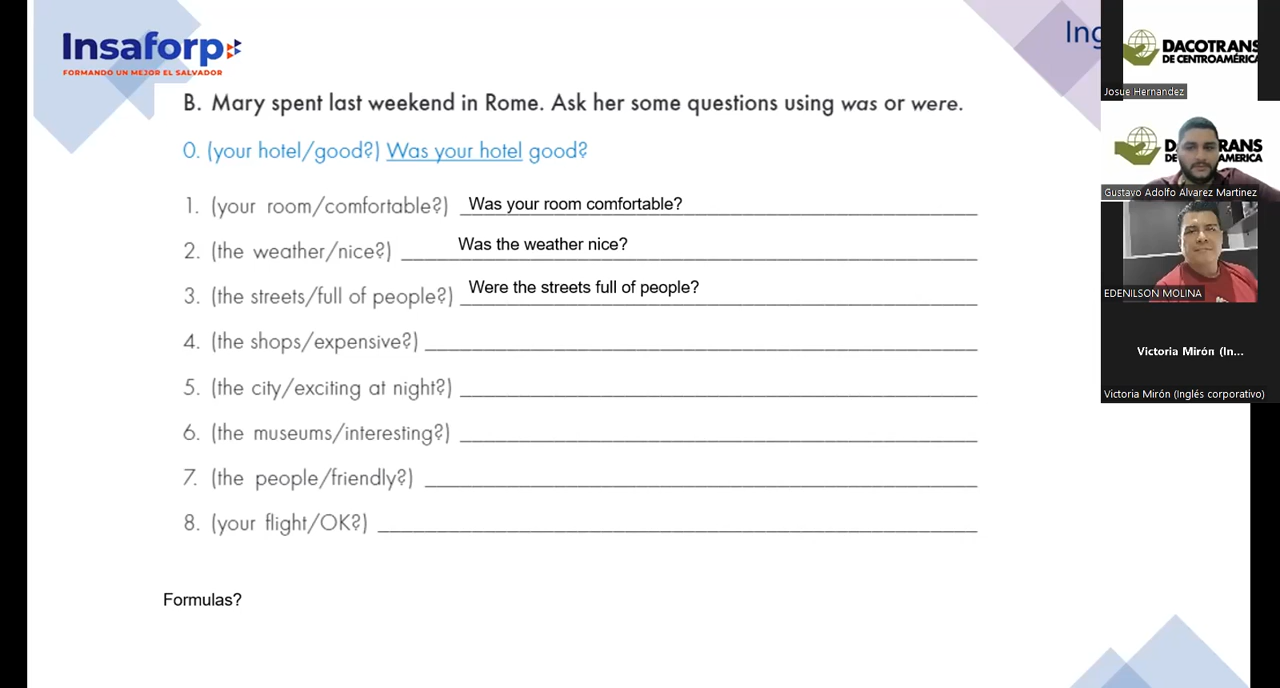 Insaforp
FORMANDO UN MEJOR EL SALVADOR
B. Mary spent last weekend in Rome. Ask her some questions using was or were.
0. (your hotel/good?) Was your hotel good?
1. (your room/comfortable?) Was your room comfortable?
2. (the weather/nice?) Was the weather nice?
3. (the streets/full of people?) Were the streets full of people?
4. (the shops/expensive?)
5. (the city/exciting at night?)
6. (the museums/interesting?)
7. (the people/friendly?)
8. (your flight/OK?)
Formulas?
Ing
DACOTRANS
DE CENTROAMÉRICA
Josue Hernandez
D RANS
DE AMERICA
Gustavo Adolfo Alvarez Martinez
EDENILSON MOLINA
Victoria Mirón (In...
Victoria Mirón (Inglés corporativo)